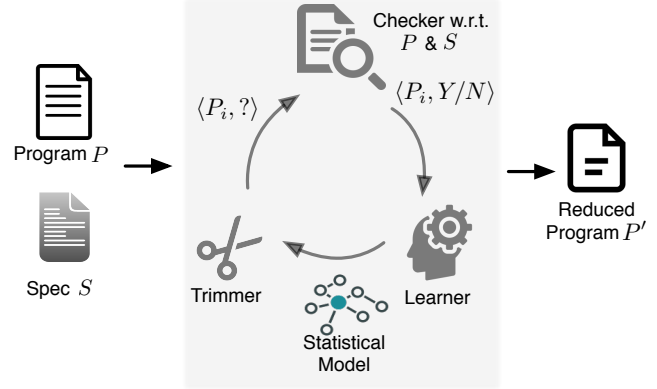 Checker w.r.t.
P & S
⟨P_i, ?⟩
⟨P_i, Y/N⟩
Program P
Spec S
Trimmer
Learner
Statistical
Model
Reduced
Program P′